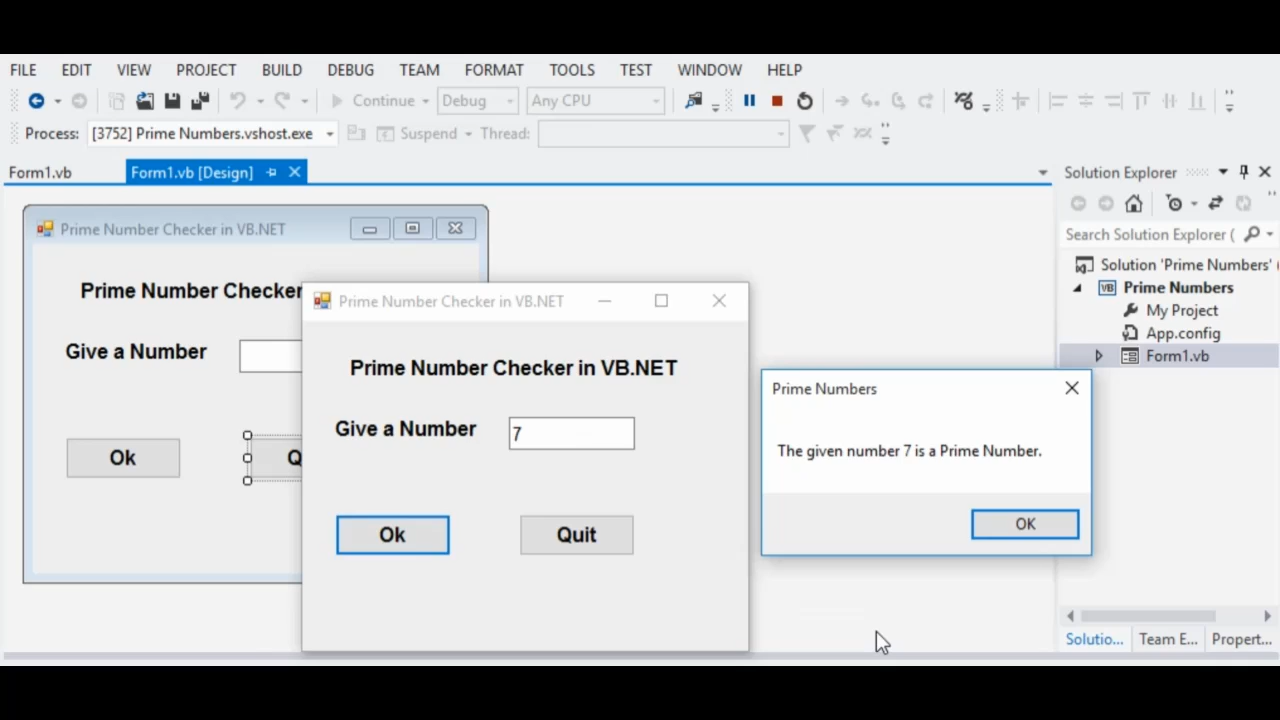 FILE EDIT VIEW PROJECT BUILD DEBUG TEAM FORMAT TOOLS TEST WINDOW HELP
Continue Debug Any CPU
Process: [3752] Prime Numbers.vshost.exe Suspend Thread:
Form1.vb Form1.vb [Design]
Prime Number Checker in VB.NET
Prime Number Checker
Give a Number
Ok
Prime Number Checker in VB.NET
Prime Number Checker in VB.NET
Give a Number 7
Ok Quit
Prime Numbers
The given number 7 is a Prime Number.
OK
Solution Explorer
Search Solution Explorer (
Solution 'Prime Numbers' (
VB Prime Numbers
My Project
App.config
Form1.vb
Solutio... Team E... Propert...